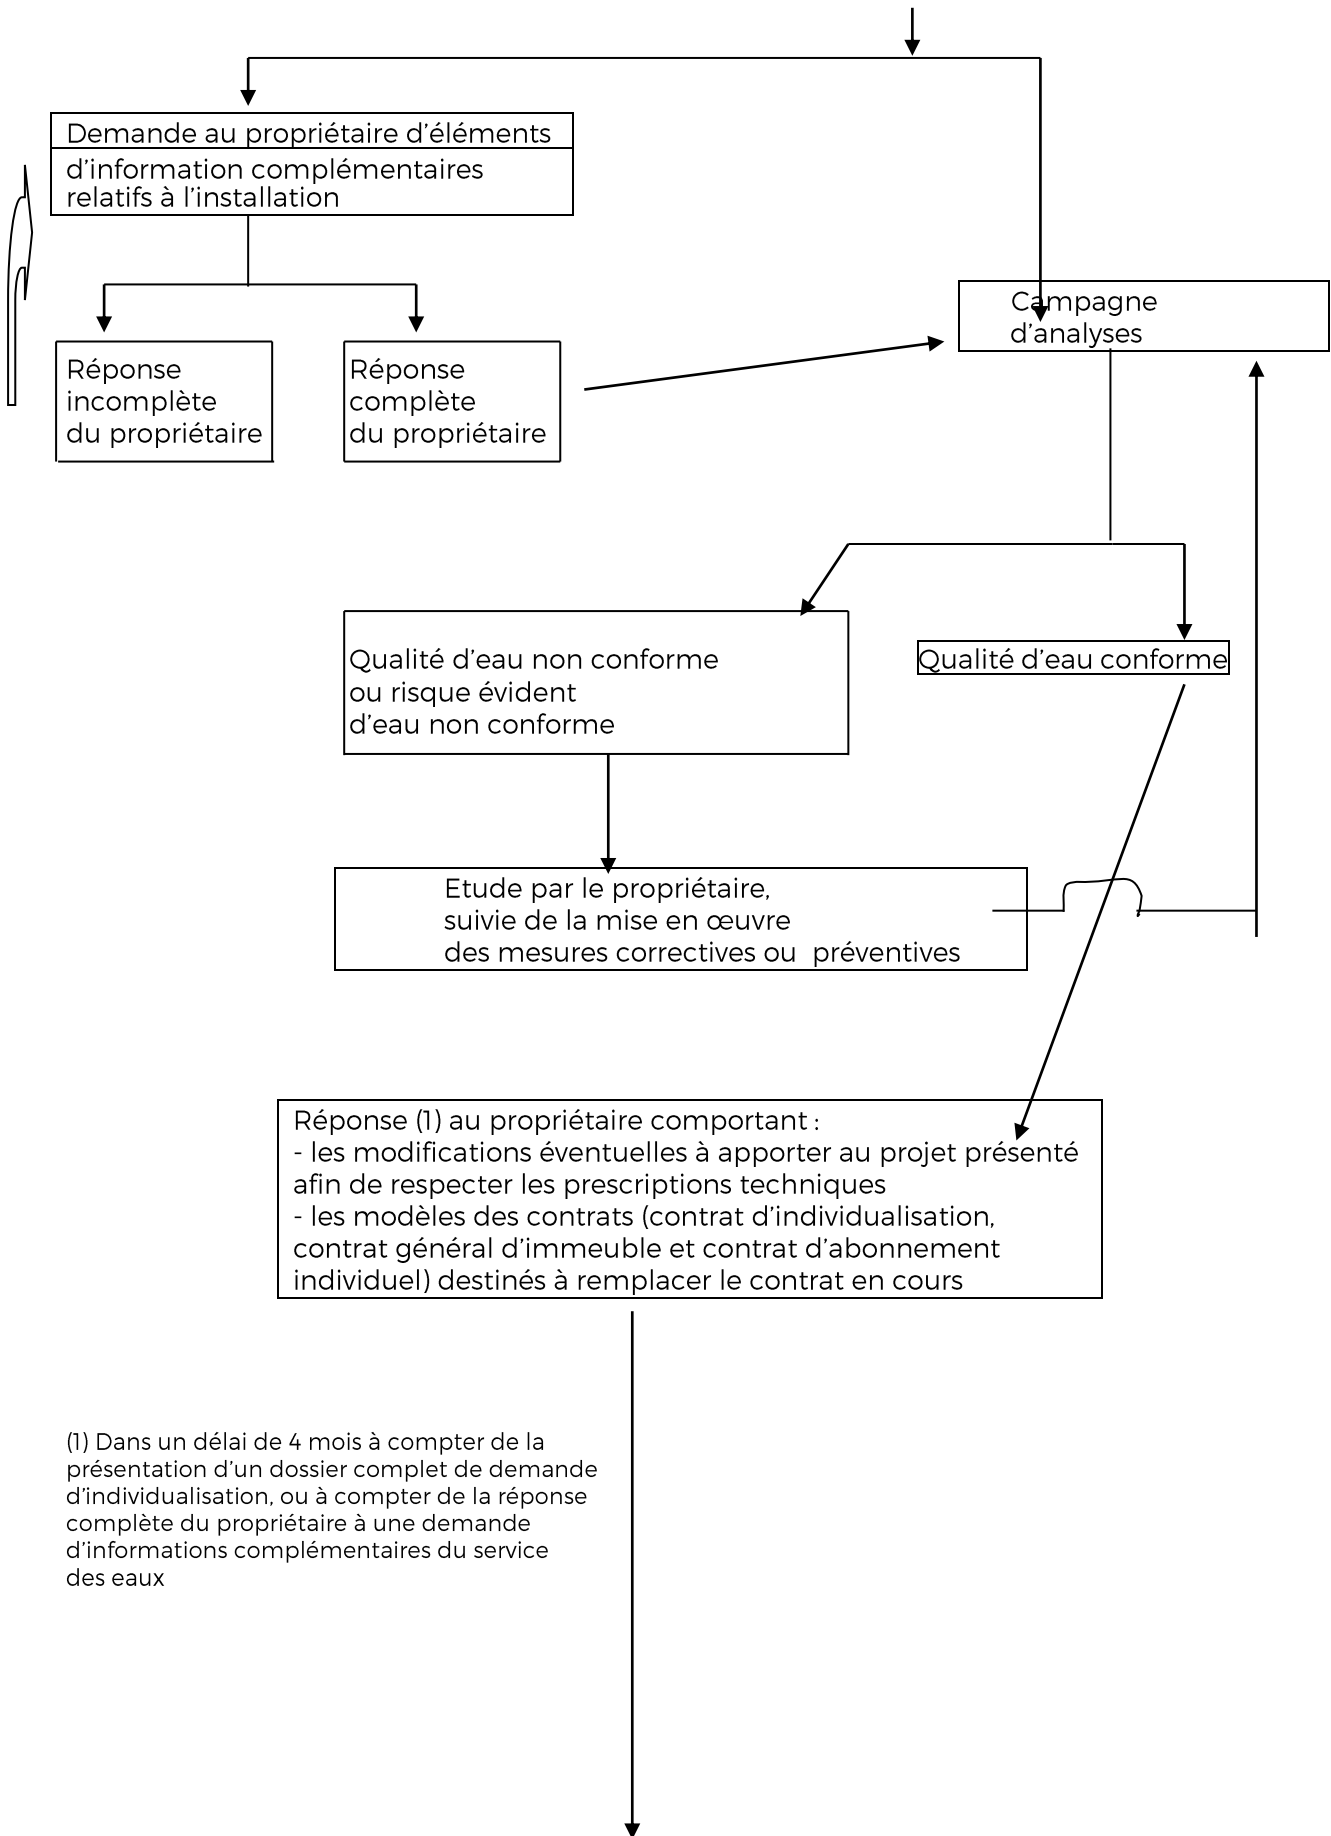 Demande au propriétaire d’éléments
d’information complémentaires
relatifs à l’installation
Campagne
d’analyses
Réponse
incomplète
du propriétaire
Réponse
complète
du propriétaire
Qualité d’eau non conforme
ou risque évident
d’eau non conforme
Qualité d’eau conforme
Etude par le propriétaire,
suivie de la mise en œuvre
des mesures correctives ou  préventives
Réponse (1) au propriétaire comportant :
- les modifications éventuelles à apporter au projet présenté
afin de respecter les prescriptions techniques
- les modèles des contrats (contrat d’individualisation,
contrat général d’immeuble et contrat d’abonnement
individuel) destinés à remplacer le contrat en cours
(1) Dans un délai de 4 mois à compter de la
présentation d’un dossier complet de demande
d’individualisation, ou à compter de la réponse
complète du propriétaire à une demande
d’informations complémentaires du service
des eaux